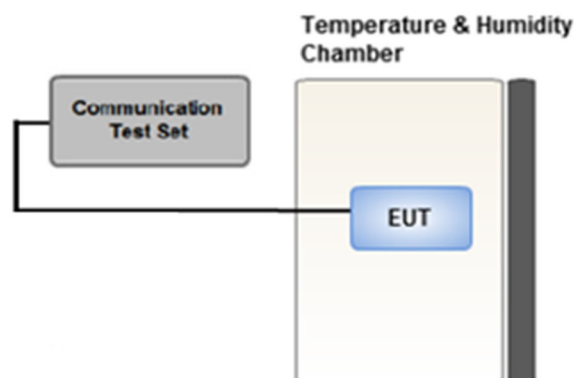 Temperature & Humidity
Chamber
Communication
Test Set
EUT